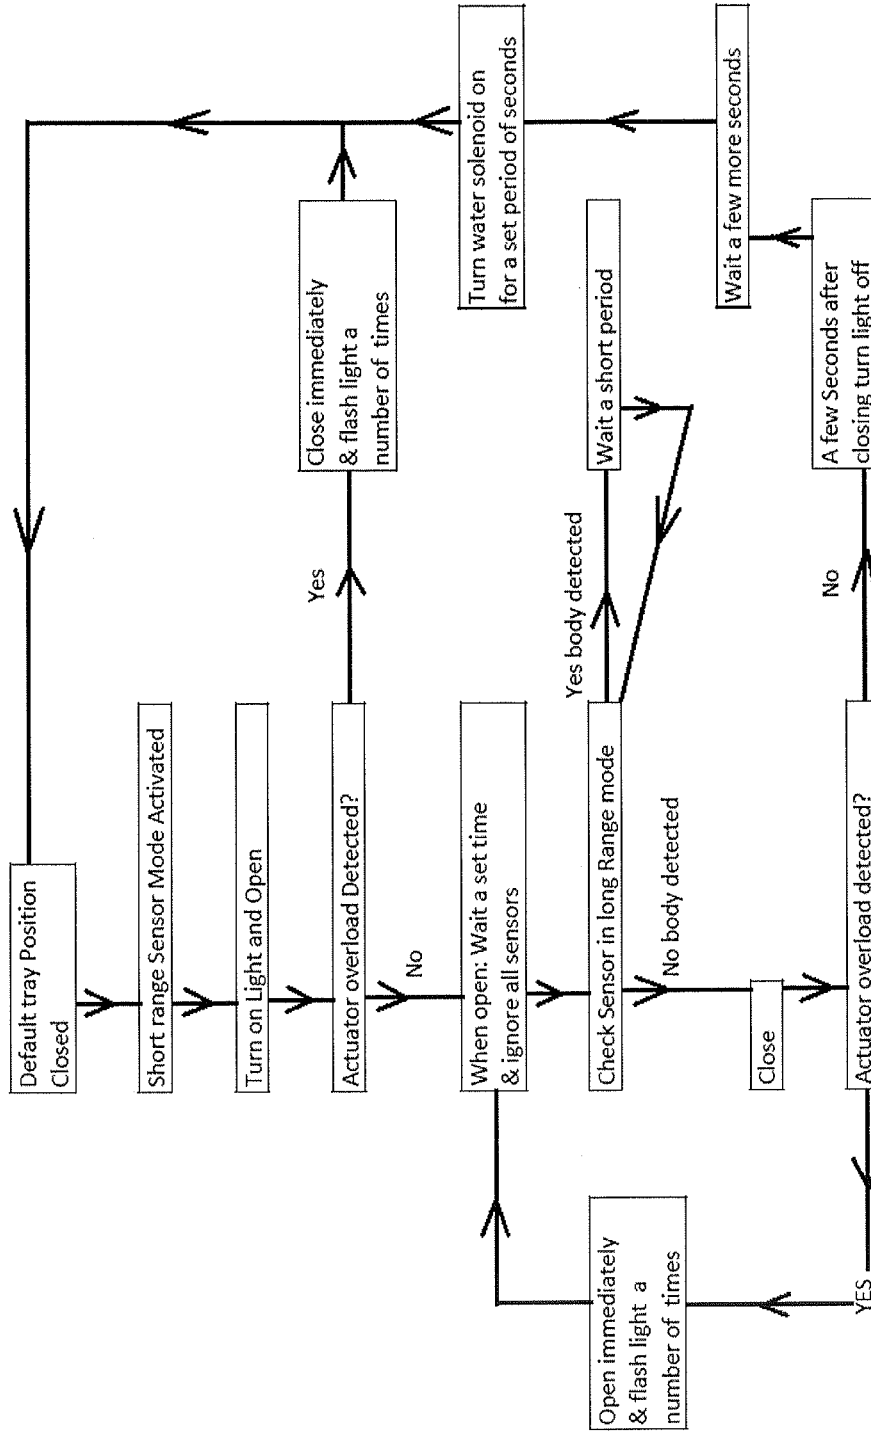 Default tray Position
Closed
Short range Sensor Mode Activated
Turn on Light and Open
Actuator overload Detected?
Yes
Close immediately
& flash light a
number of times
No
When open: Wait a set time
& ignore all sensors
Check Sensor in long Range mode
Yes body detected
Wait a short period
No body detected
Close
Actuator overload detected?
YES
Open immediately
& flash light a
number of times
No
A few Seconds after
closing turn light off
Wait a few more seconds
Turn water solenoid on
for a set period of seconds